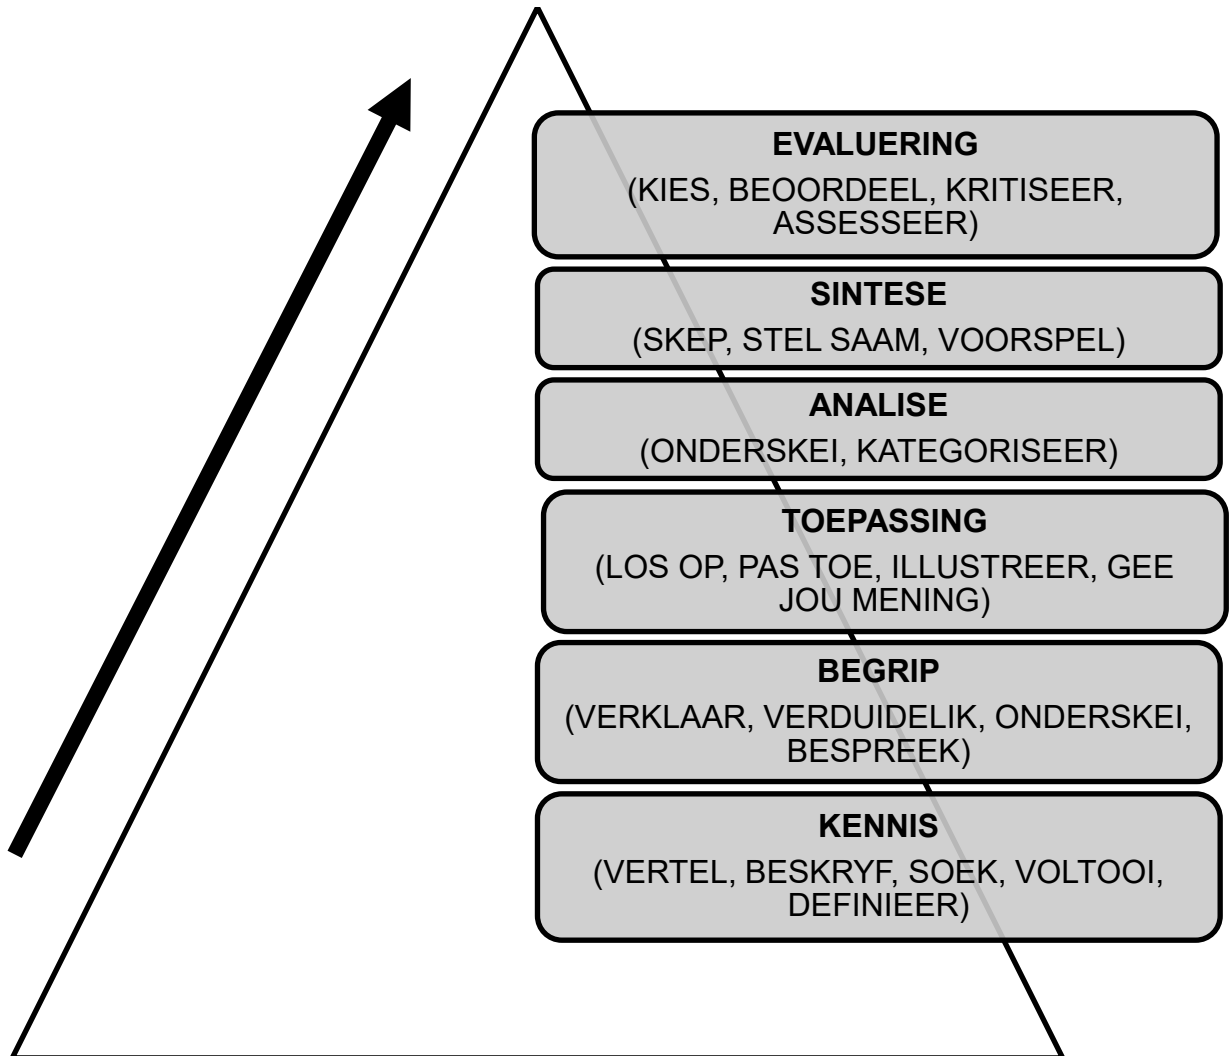 EVALUERING
(KIES, BEOORDEEL, KRITISEER,
ASSESSEER)
SINTESE
(SKEP, STEL SAAM, VOORSPEL)
ANALISE
(ONDERSKEI, KATEGORISEER)
TOEPASSING
(LOS OP, PAS TOE, ILLUSTREER, GEE
JOU MENING)
BEGRIP
(VERKLAAR, VERDUIDELIK, ONDERSKEI,
BESPREEK)
KENNIS
(VERTEL, BESKRYF, SOEK, VOLTOOI,
DEFINIEER)